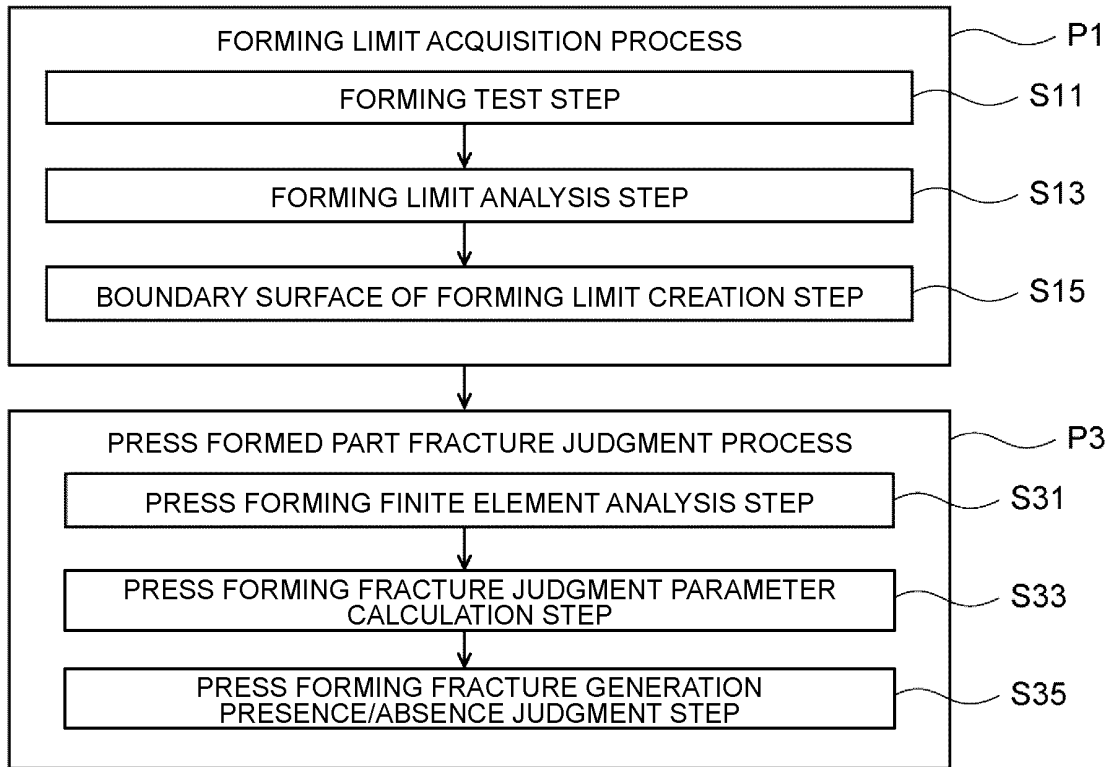 FORMING LIMIT ACQUISITION PROCESS
P1
FORMING TEST STEP
S11
FORMING LIMIT ANALYSIS STEP
S13
BOUNDARY SURFACE OF FORMING LIMIT CREATION STEP
S15
PRESS FORMED PART FRACTURE JUDGMENT PROCESS
P3
PRESS FORMING FINITE ELEMENT ANALYSIS STEP
S31
PRESS FORMING FRACTURE JUDGMENT PARAMETER
CALCULATION STEP
S33
PRESS FORMING FRACTURE GENERATION
PRESENCE/ABSENCE JUDGMENT STEP
S35